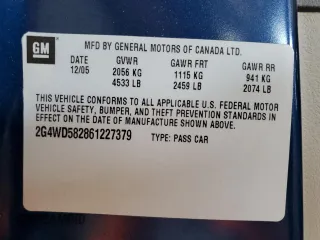 GM
MFD BY GENERAL MOTORS OF CANADA LTD.
DATE GVWR GAWR FRT GAWR RR
12/05 2056 KG 1115 KG 941 KG
4533 LB 2459 LB 2074 LB
THIS VEHICLE CONFORMS TO ALL APPLICABLE U.S. FEDERAL MOTOR
VEHICLE SAFETY, BUMPER, AND THEFT PREVENTION STANDARDS IN
EFFECT ON THE DATE OF MANUFACTURE SHOWN ABOVE.
2G4WD582861227379 TYPE: PASS CAR